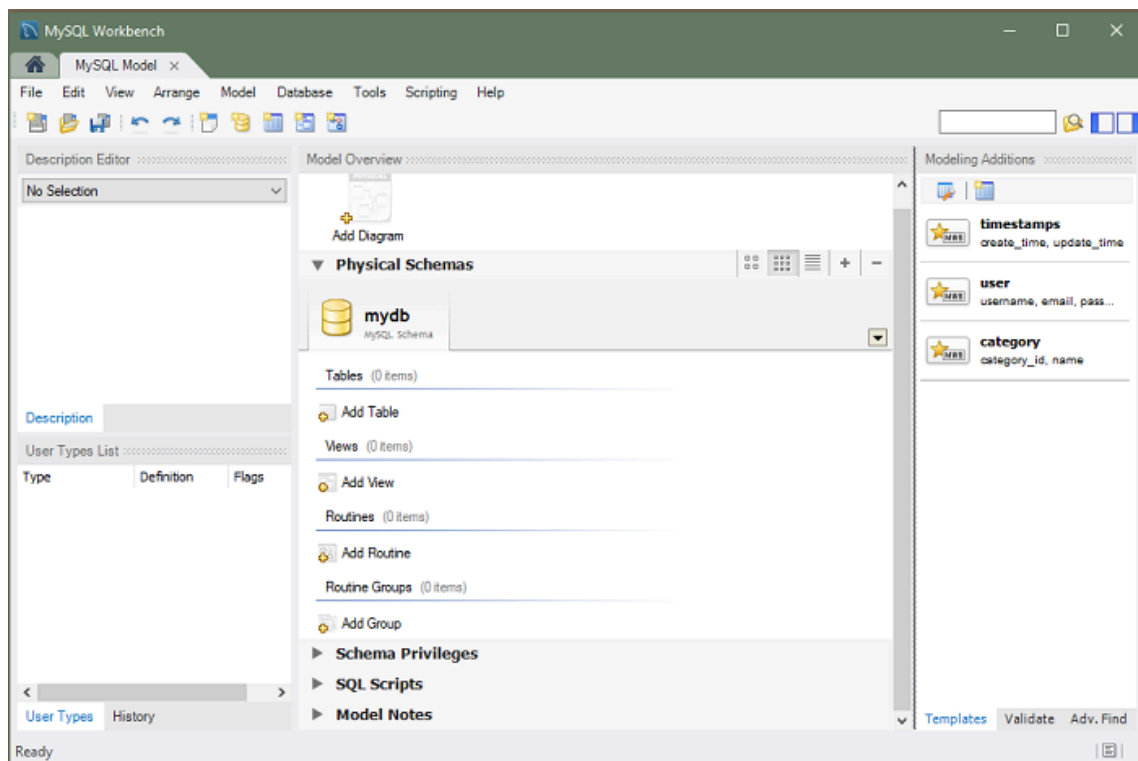 MySQL Workbench
MySQL Model
File Edit View Arrange Model Database Tools Scripting Help
Description Editor
No Selection
Description
User Types List
Type Definition Flags
User Types History
Model Overview
Add Diagram
Physical Schemas
mydb
MySQL Schema
Tables (0 items)
Add Table
Views (0 items)
Add View
Routines (0 items)
Add Routine
Routine Groups (0 items)
Add Group
Schema Privileges
SQL Scripts
Model Notes
Modeling Additions
timestamps
create_time, update_time
user
username, email, pass...
category
category_id, name
Templates Validate Adv. Find
Ready